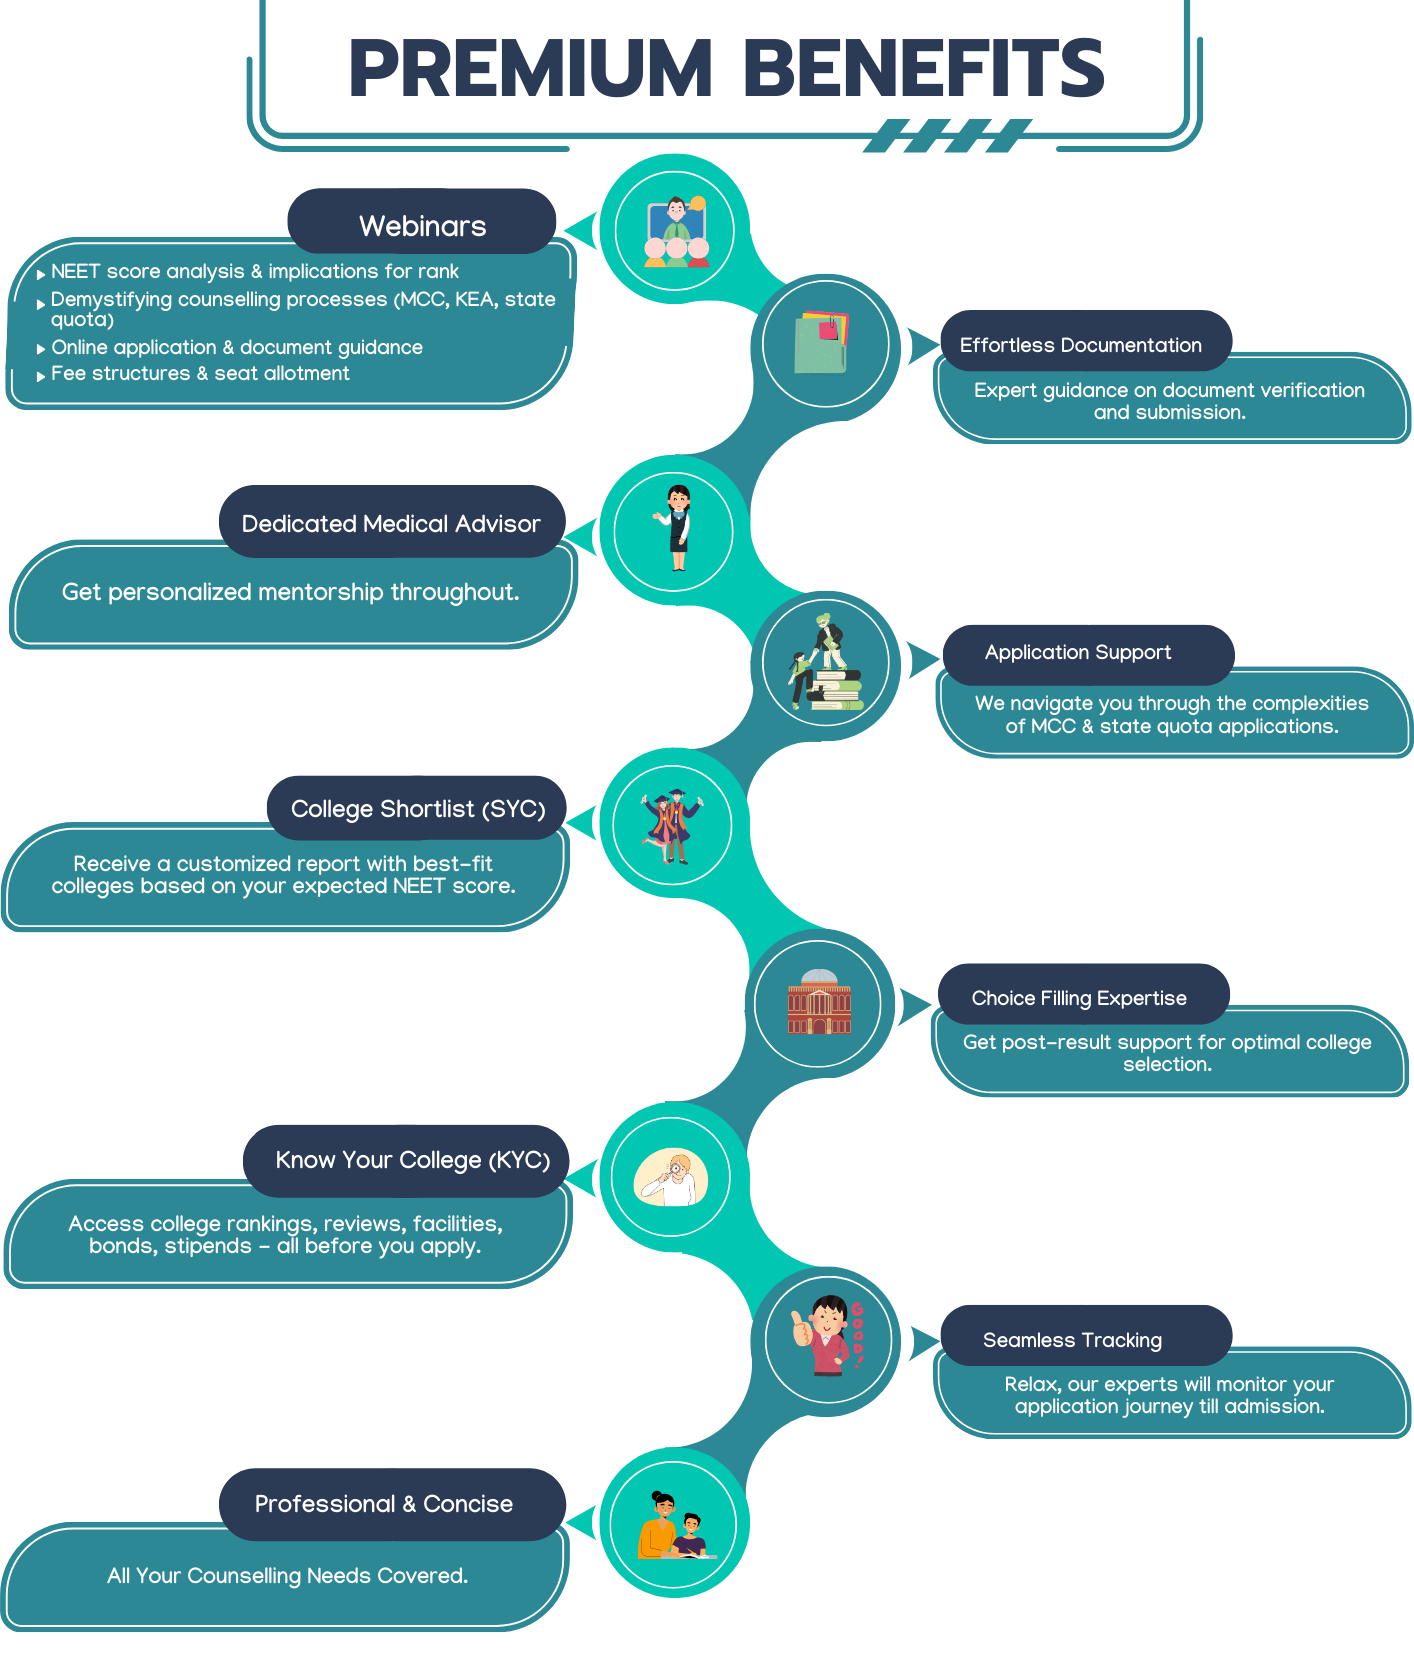 PREMIUM BENEFITS
Webinars
NEET score analysis & implications for rank
Demystifying counselling processes (MCC, KEA, state
quota)
Online application & document guidance
Fee structures & seat allotment
Effortless Documentation
Expert guidance on document verification
and submission.
Dedicated Medical Advisor
Get personalized mentorship throughout.
Application Support
We navigate you through the complexities
of MCC & state quota applications.
College Shortlist (SYC)
Receive a customized report with best-fit
colleges based on your expected NEET score.
Choice Filling Expertise
Get post-result support for optimal college
selection.
Know Your College (KYC)
Access college rankings, reviews, facilities,
bonds, stipends - all before you apply.
GOOD!
Seamless Tracking
Relax, our experts will monitor your
application journey till admission.
Professional & Concise
All Your Counselling Needs Covered.